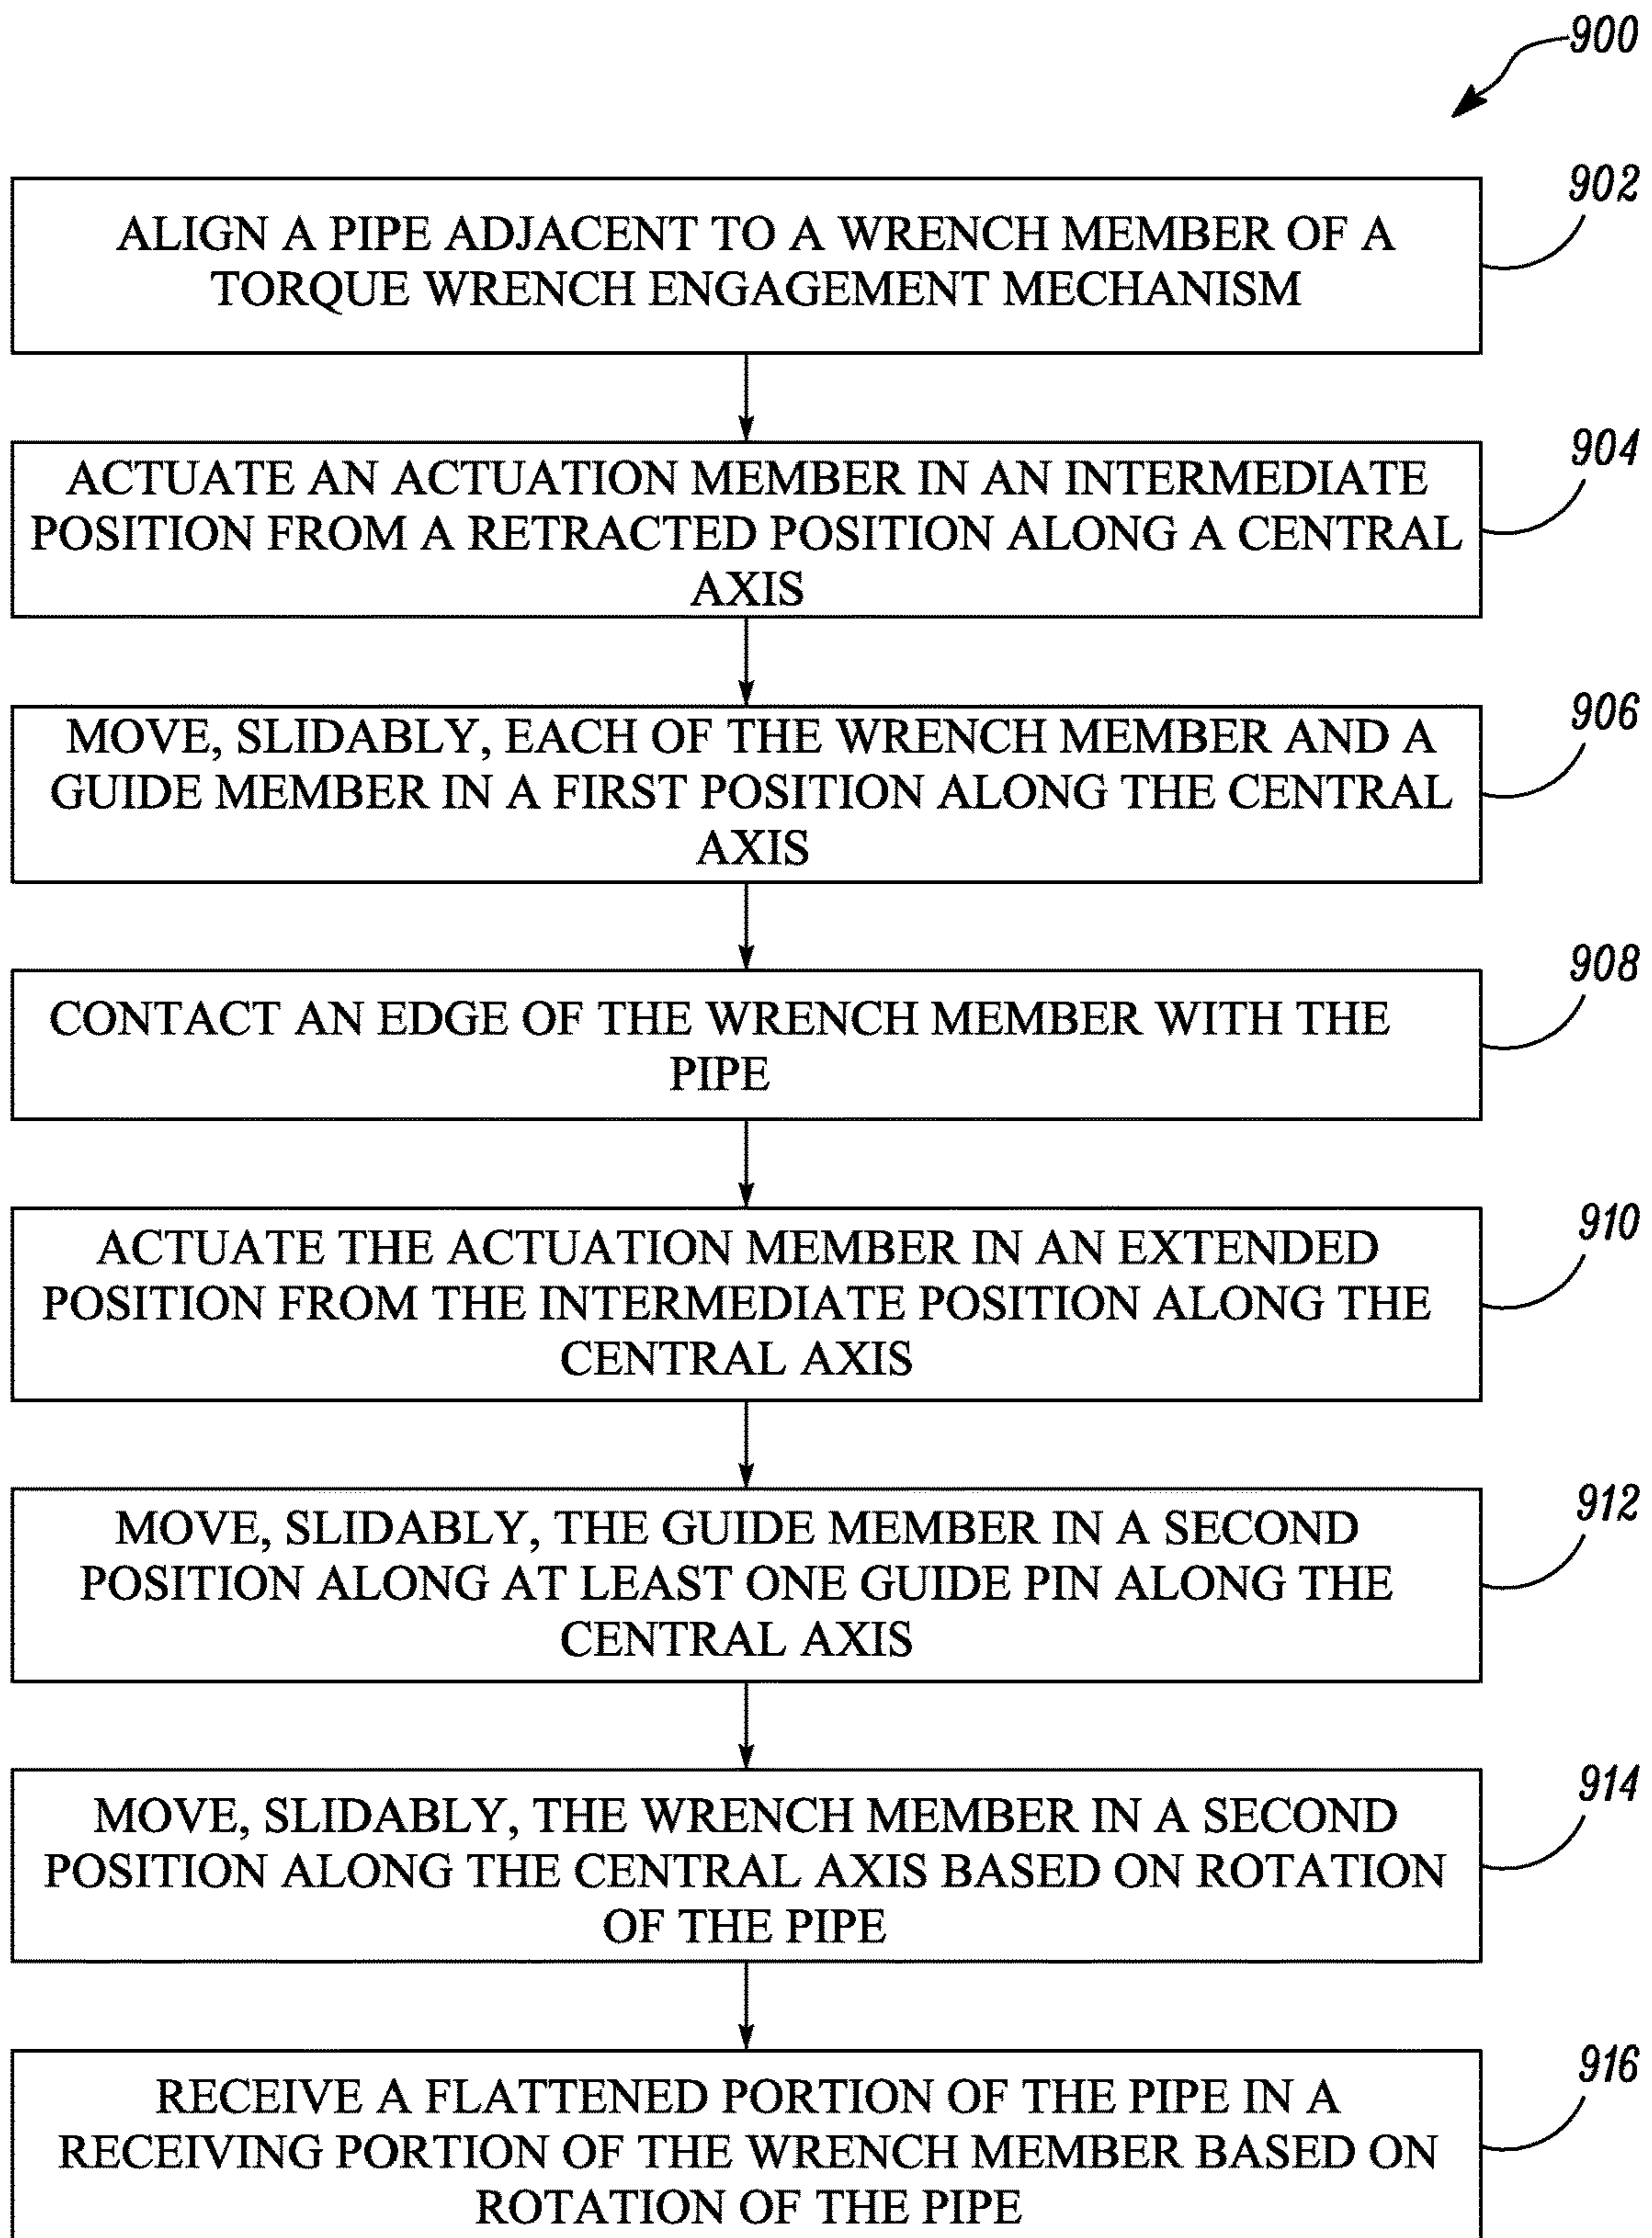 900
902
ALIGN A PIPE ADJACENT TO A WRENCH MEMBER OF A
TORQUE WRENCH ENGAGEMENT MECHANISM
904
ACTUATE AN ACTUATION MEMBER IN AN INTERMEDIATE
POSITION FROM A RETRACTED POSITION ALONG A CENTRAL
AXIS
906
MOVE, SLIDABLY, EACH OF THE WRENCH MEMBER AND A
GUIDE MEMBER IN A FIRST POSITION ALONG THE CENTRAL
AXIS
908
CONTACT AN EDGE OF THE WRENCH MEMBER WITH THE
PIPE
910
ACTUATE THE ACTUATION MEMBER IN AN EXTENDED
POSITION FROM THE INTERMEDIATE POSITION ALONG THE
CENTRAL AXIS
912
MOVE, SLIDABLY, THE GUIDE MEMBER IN A SECOND
POSITION ALONG AT LEAST ONE GUIDE PIN ALONG THE
CENTRAL AXIS
914
MOVE, SLIDABLY, THE WRENCH MEMBER IN A SECOND
POSITION ALONG THE CENTRAL AXIS BASED ON ROTATION
OF THE PIPE
916
RECEIVE A FLATTENED PORTION OF THE PIPE IN A
RECEIVING PORTION OF THE WRENCH MEMBER BASED ON
ROTATION OF THE PIPE